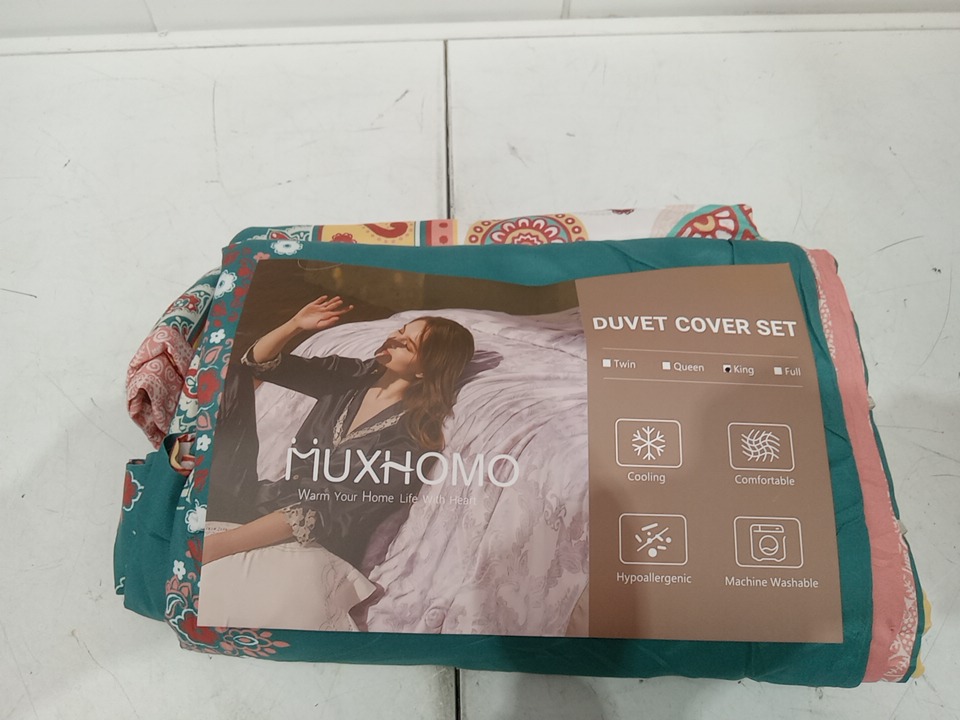 DUVET COVER SET
Twin Queen King Full
MUXHOMO
Warm Your Home Life With Heart
Cooling Comfortable
Hypoallergenic Machine Washable